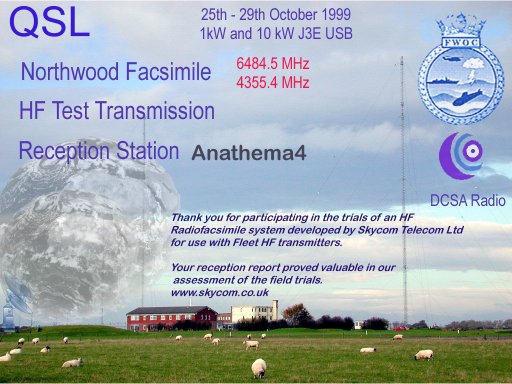 QSL
25th - 29th October 1999
1kW and 10 kW J3E USB
FWOC
Northwood Facsimile
6484.5 MHz
4355.4 MHz
HF Test Transmission
Reception Station Anathema4
DCSA Radio
Thank you for participating in the trials of an HF
Radiofacsimile system developed by Skycom Telecom Ltd
for use with Fleet HF transmitters.
Your reception report proved valuable in our
assessment of the field trials.
www.skycom.co.uk